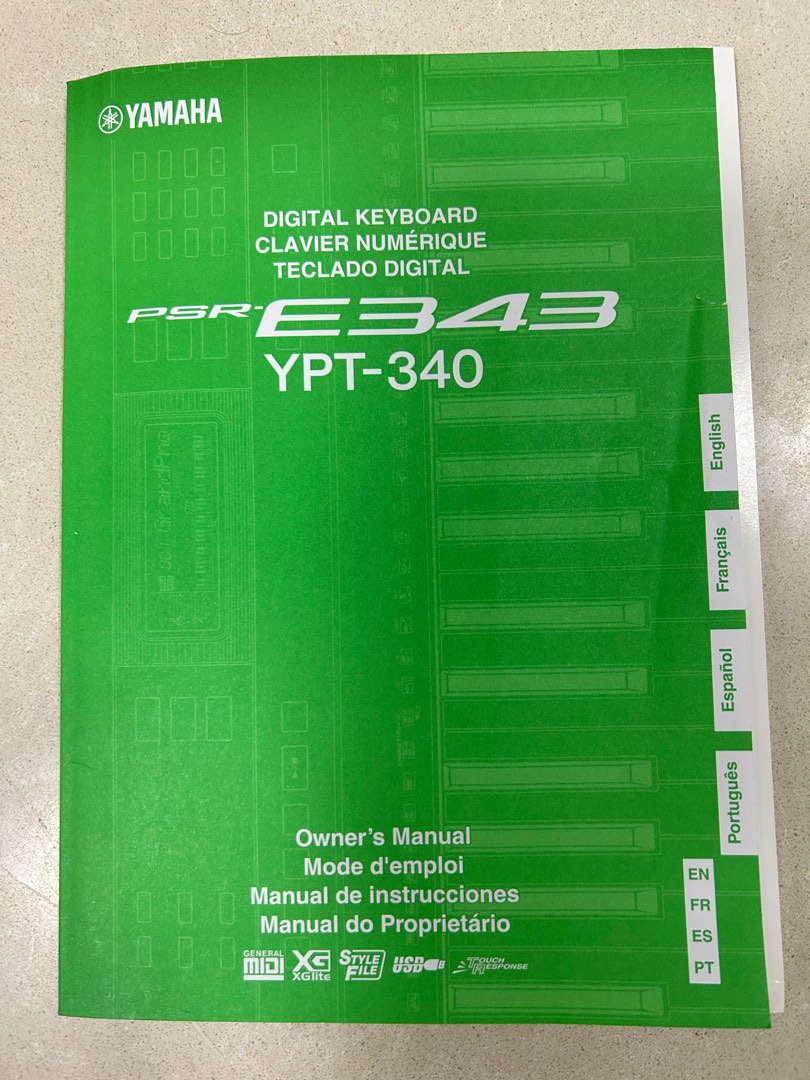 YAMAHA
DIGITAL KEYBOARD
CLAVIER NUMÉRIQUE
TECLADO DIGITAL
PSR-E343
YPT-340
English
Français
Español
Português
Owner's Manual
Mode d'emploi
Manual de instrucciones
Manual do Proprietário
EN
FR
ES
PT
GENERAL MIDI XG XGlite STYLE FILE USB TOUCH RESPONSE
001 GrandPno